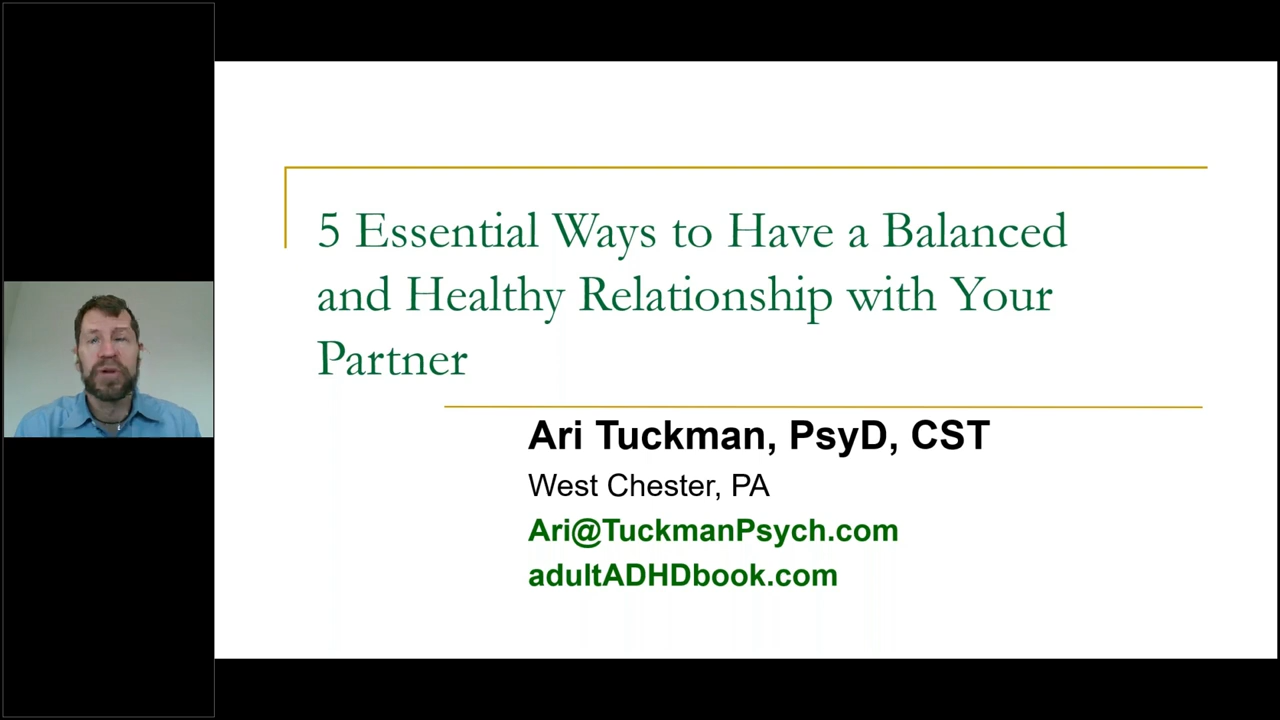 5 Essential Ways to Have a Balanced
and Healthy Relationship with Your
Partner
Ari Tuckman, PsyD, CST
West Chester, PA
Ari@TuckmanPsych.com
adultADHDbook.com